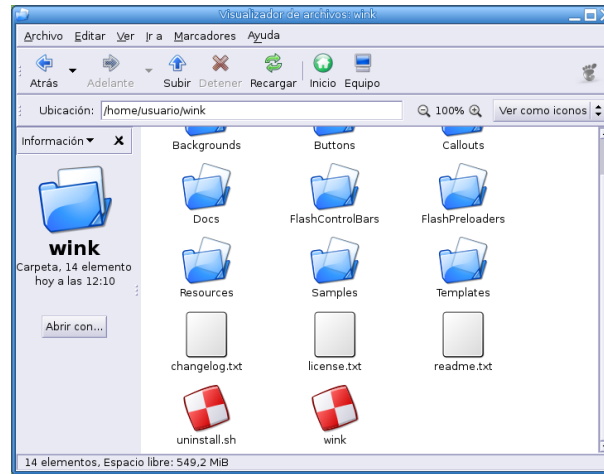 Visualizador de archivos: wink
Archivo Editar Ver Ir a Marcadores Ayuda
Atrás Adelante Subir Detener Recargar Inicio Equipo
Ubicación: /home/usuario/wink 100% Ver como iconos
Información
Backgrounds Buttons Callouts
Docs FlashControlBars FlashPreloaders
wink
Carpeta, 14 elemento
hoy a las 12:10
Resources Samples Templates
Abrir con...
changelog.txt license.txt readme.txt
uninstall.sh wink
14 elementos, Espacio libre: 549,2 MiB